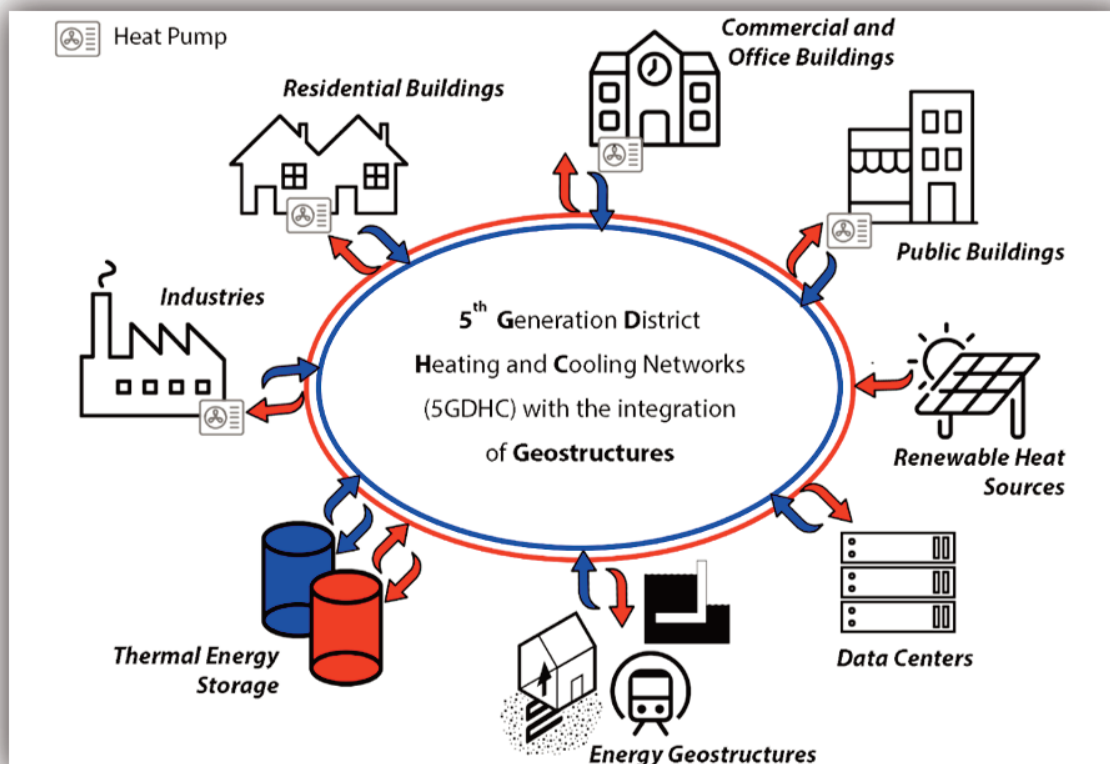 Heat Pump
Commercial and
Office Buildings
Residential Buildings
Public Buildings
Industries
5th Generation District
Heating and Cooling Networks
(5GDHC) with the integration
of Geostructures
Renewable Heat
Sources
Thermal Energy
Storage
Data Centers
Energy Geostructures